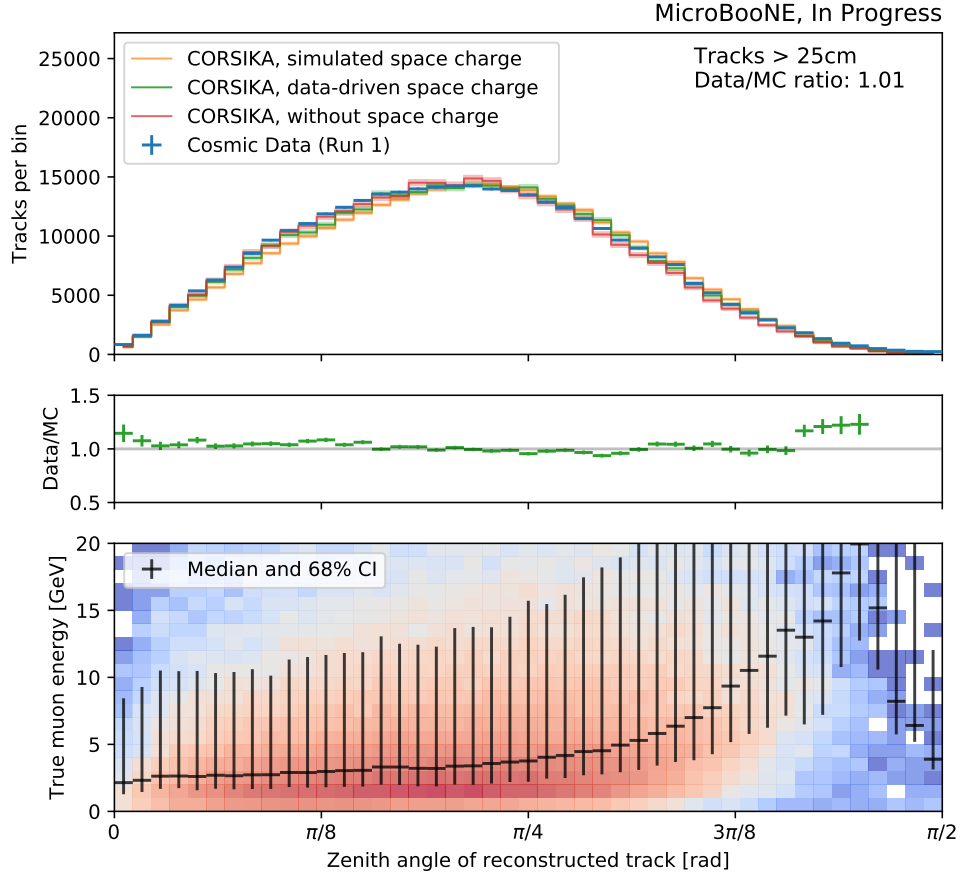 MicroBooNE, In Progress
CORSIKA, simulated space charge
CORSIKA, data-driven space charge
CORSIKA, without space charge
Cosmic Data (Run 1)
Tracks > 25cm
Data/MC ratio: 1.01
Tracks per bin
25000
20000
15000
10000
5000
0
Data/MC
1.5
1.0
0.5
Median and 68% CI
True muon energy [GeV]
20
15
10
5
0
0 π/8 π/4 3π/8 π/2
Zenith angle of reconstructed track [rad]